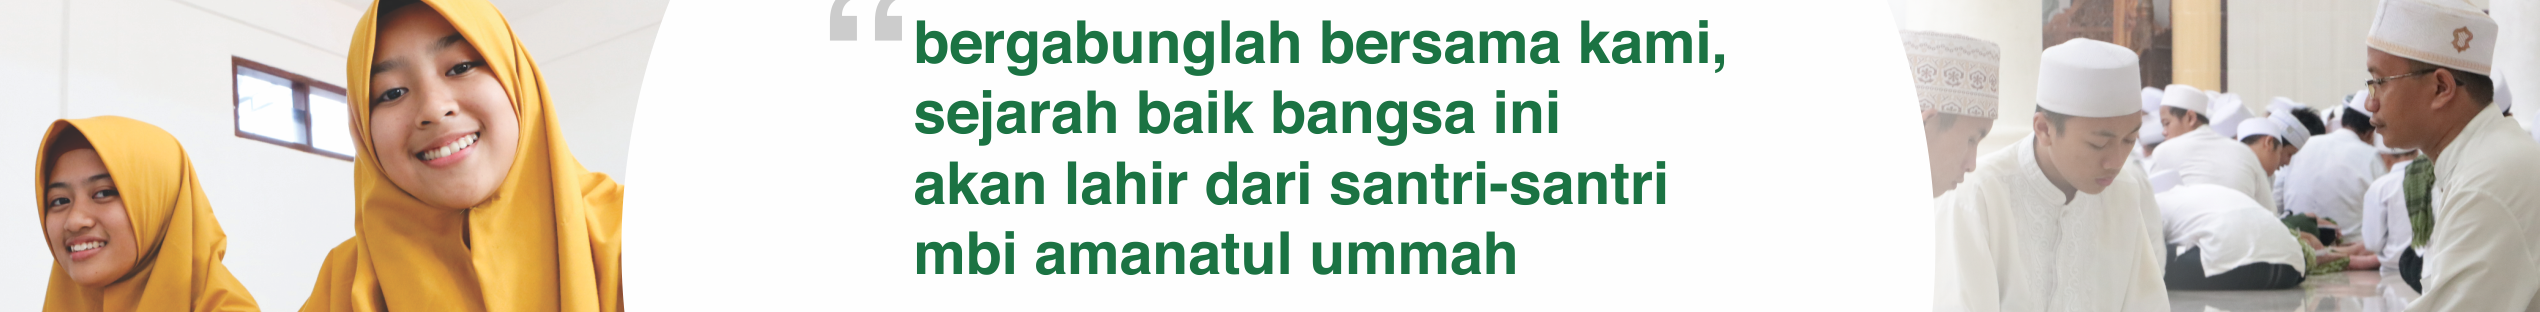 “
bergabunglah bersama kami,
sejarah baik bangsa ini
akan lahir dari santri-santri
mbi amanatul ummah